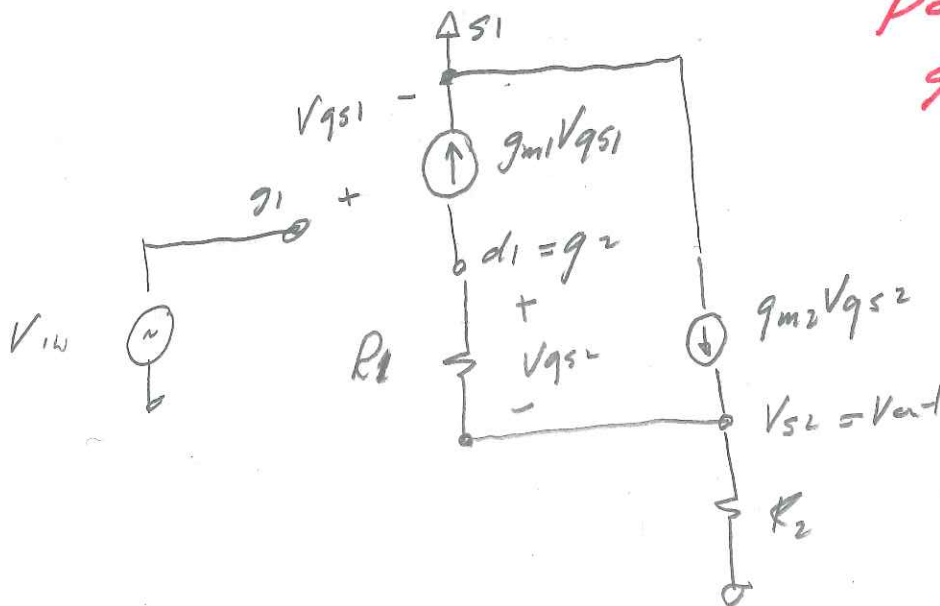 s1
Vgs1 -
gm1Vgs1
g1 +
d1 = g2
+
Vin ~
R1
Vgs2
-
gm2Vgs2
Vs2 = Vout
R2